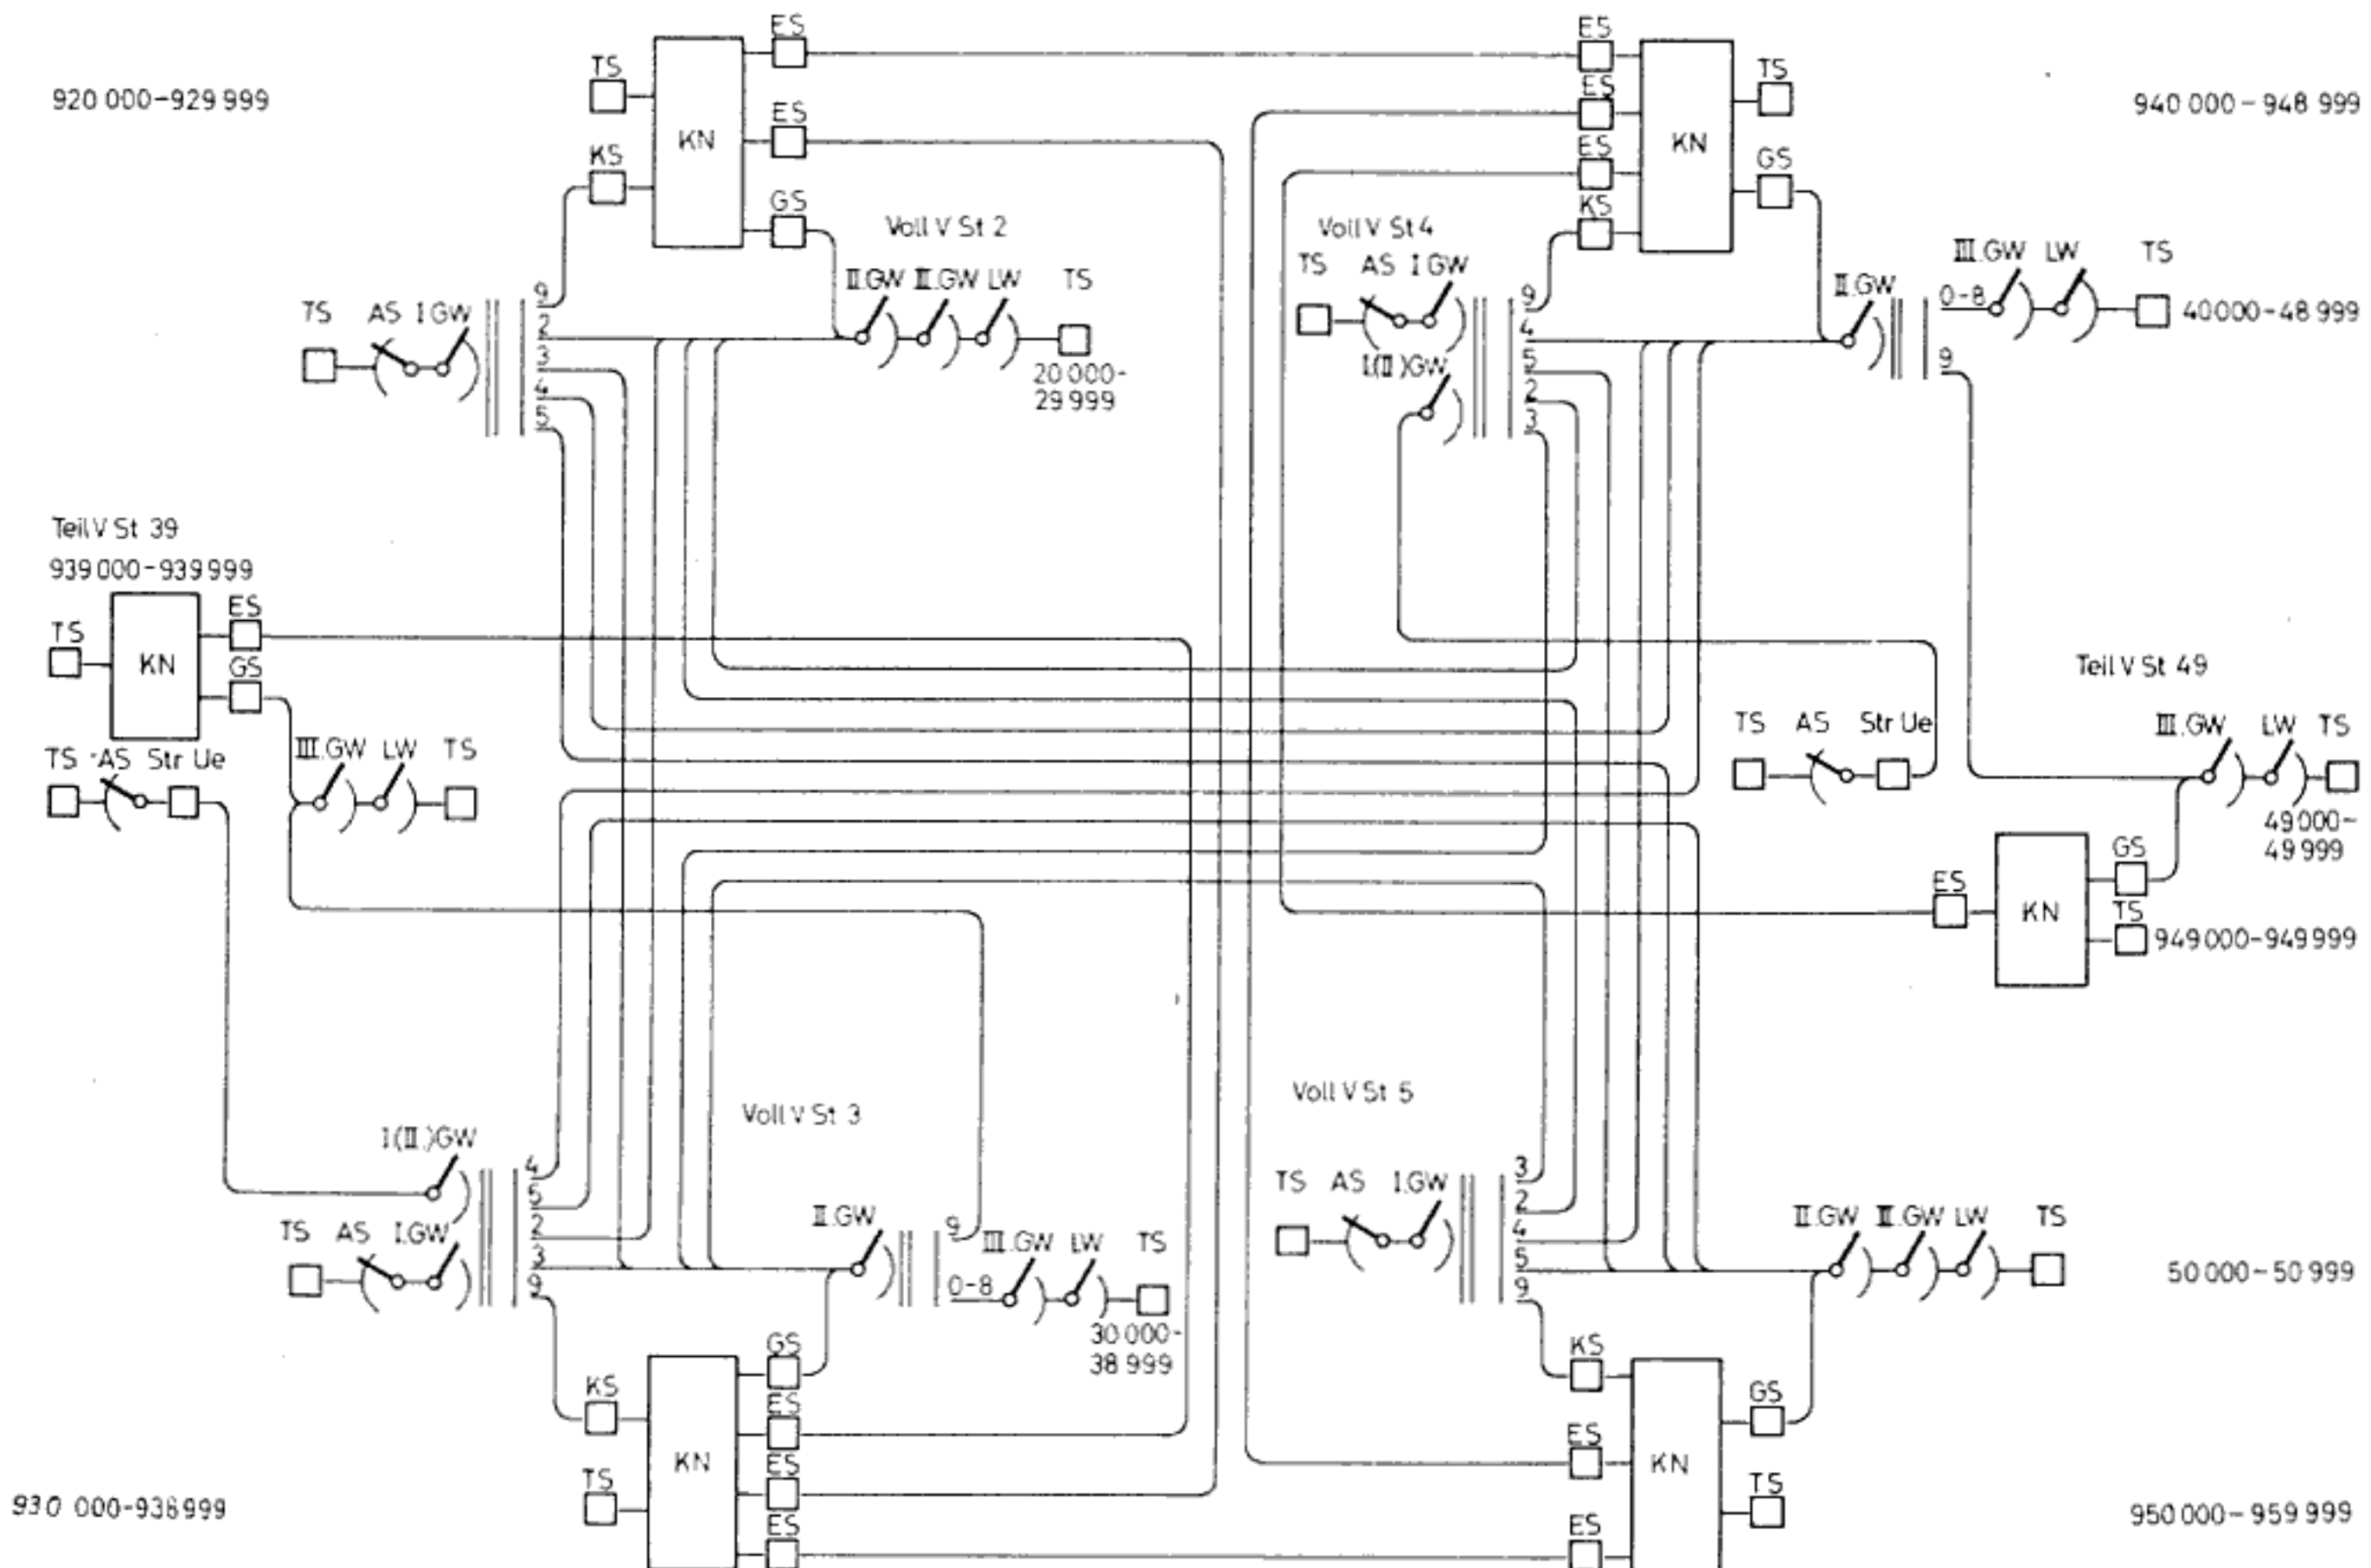 920 000-929 999
TS
KS
KN
ES
ES
GS
ES
ES
ES
KS
KN
TS
GS
940 000-948 999
Voll V St 2
TS AS I GW
9
2
3
4
5
II.GW III.GW LW TS
20 000-
29 999
Voll V St 4
TS AS I GW
I.(II.)GW
9
4
5
2
3
II.GW
0-8
9
III.GW LW TS
40000-48 999
Teil V St 39
939 000-939 999
TS
KN
ES
GS
TS AS Str Ue
III.GW LW TS
Teil V St 49
TS AS Str Ue
III.GW LW TS
49 000-
49 999
ES
KN
GS
TS
949 000-949 999
Voll V St 3
I(II.)GW
TS AS I.GW
4
5
2
3
9
II.GW
9
0-8
III.GW LW TS
30 000-
38 999
Voll V St 5
TS AS I.GW
3
2
4
5
9
II.GW III.GW LW TS
50 000-50 999
KS
TS
KN
GS
ES
ES
ES
KS
ES
ES
KN
GS
TS
930 000-938 999
950 000-959 999